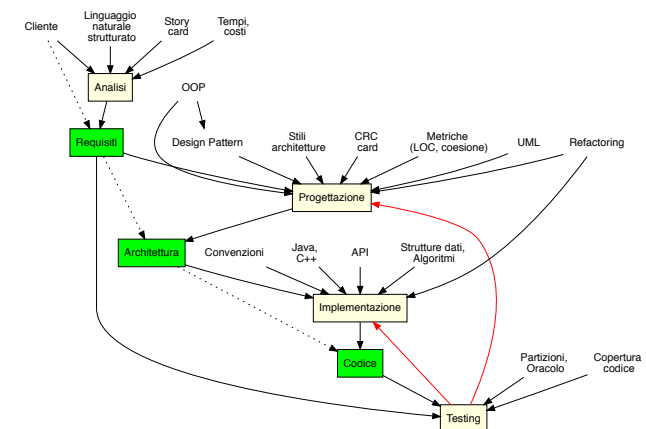 Cliente
Linguaggio
naturale
strutturato
Story
card
Tempi,
costi
Analisi
OOP
Requisiti
Design Pattern
Stili
architetture
CRC
card
Metriche
(LOC, coesione)
UML
Refactoring
Progettazione
Architettura
Convenzioni
Java,
C++
API
Strutture dati,
Algoritmi
Implementazione
Codice
Partizioni,
Oracolo
Copertura
codice
Testing